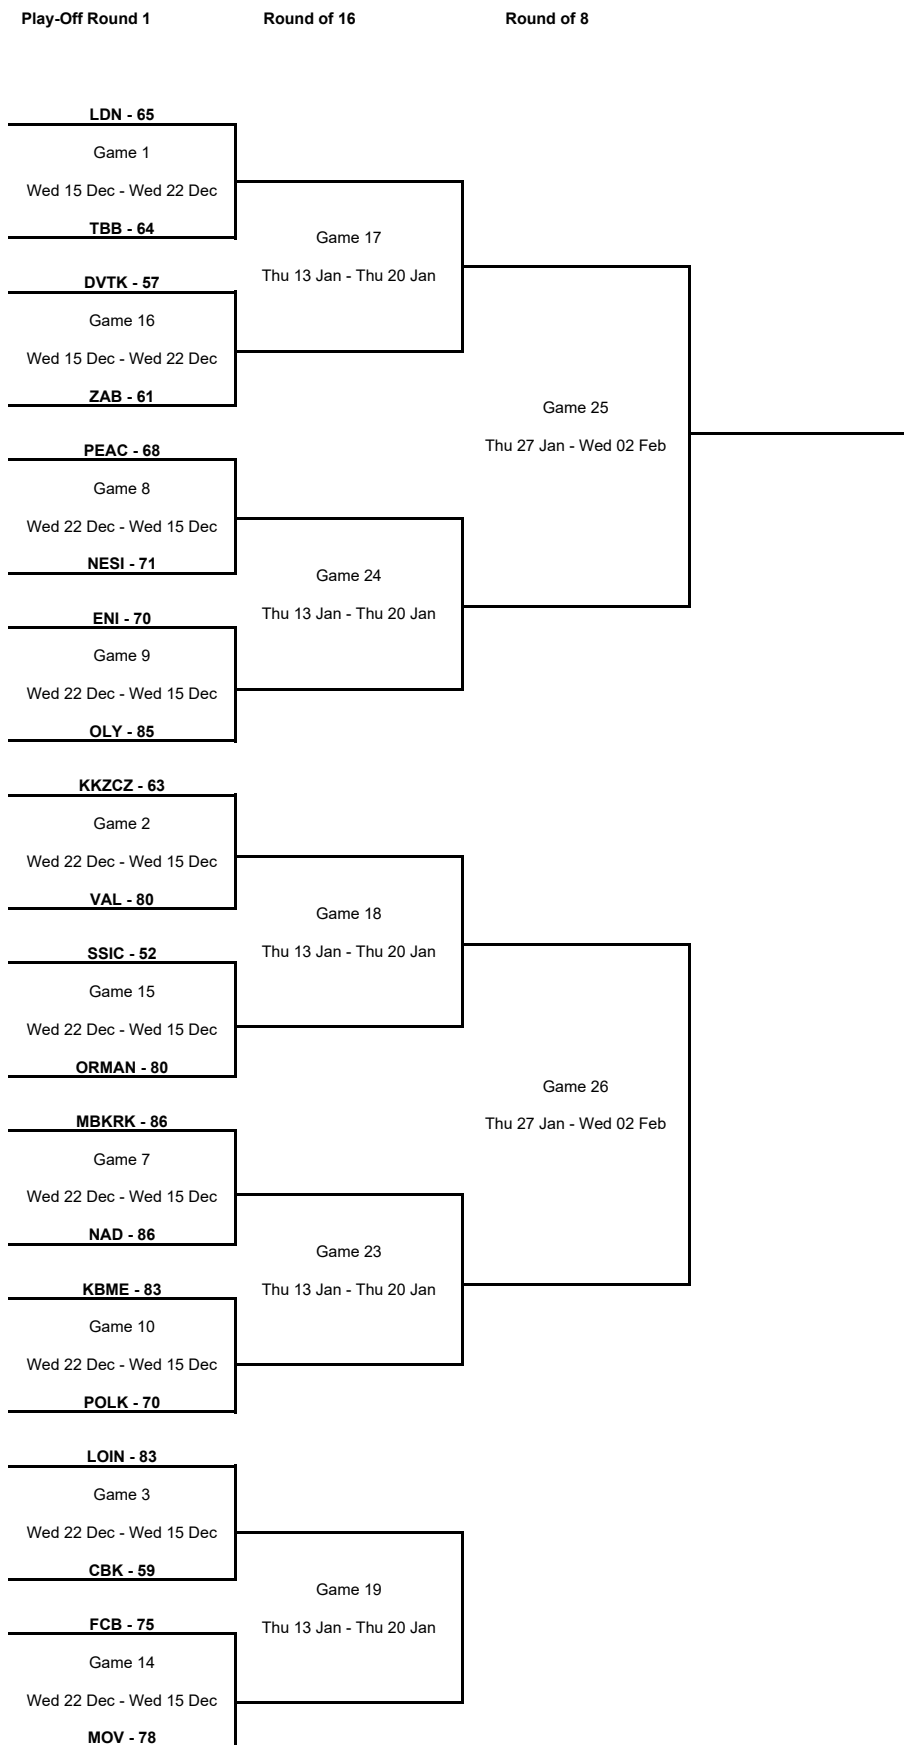 Play-Off Round 1
Round of 16
Round of 8
LDN - 65
Game 1
Wed 15 Dec - Wed 22 Dec
TBB - 64
Game 17
Thu 13 Jan - Thu 20 Jan
DVTK - 57
Game 16
Wed 15 Dec - Wed 22 Dec
ZAB - 61
Game 25
Thu 27 Jan - Wed 02 Feb
PEAC - 68
Game 8
Wed 22 Dec - Wed 15 Dec
NESI - 71
Game 24
Thu 13 Jan - Thu 20 Jan
ENI - 70
Game 9
Wed 22 Dec - Wed 15 Dec
OLY - 85
KKZCZ - 63
Game 2
Wed 22 Dec - Wed 15 Dec
VAL - 80
Game 18
Thu 13 Jan - Thu 20 Jan
SSIC - 52
Game 15
Wed 22 Dec - Wed 15 Dec
ORMAN - 80
Game 26
Thu 27 Jan - Wed 02 Feb
MBKRK - 86
Game 7
Wed 22 Dec - Wed 15 Dec
NAD - 86
Game 23
Thu 13 Jan - Thu 20 Jan
KBME - 83
Game 10
Wed 22 Dec - Wed 15 Dec
POLK - 70
LOIN - 83
Game 3
Wed 22 Dec - Wed 15 Dec
CBK - 59
Game 19
Thu 13 Jan - Thu 20 Jan
FCB - 75
Game 14
Wed 22 Dec - Wed 15 Dec
MOV - 78